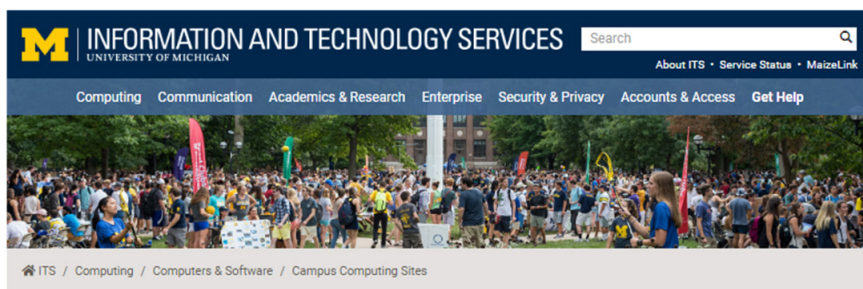 M INFORMATION AND TECHNOLOGY SERVICES
UNIVERSITY OF MICHIGAN
Search
About ITS • Service Status • MaizeLink
Computing Communication Academics & Research Enterprise Security & Privacy Accounts & Access Get Help
ITS / Computing / Computers & Software / Campus Computing Sites